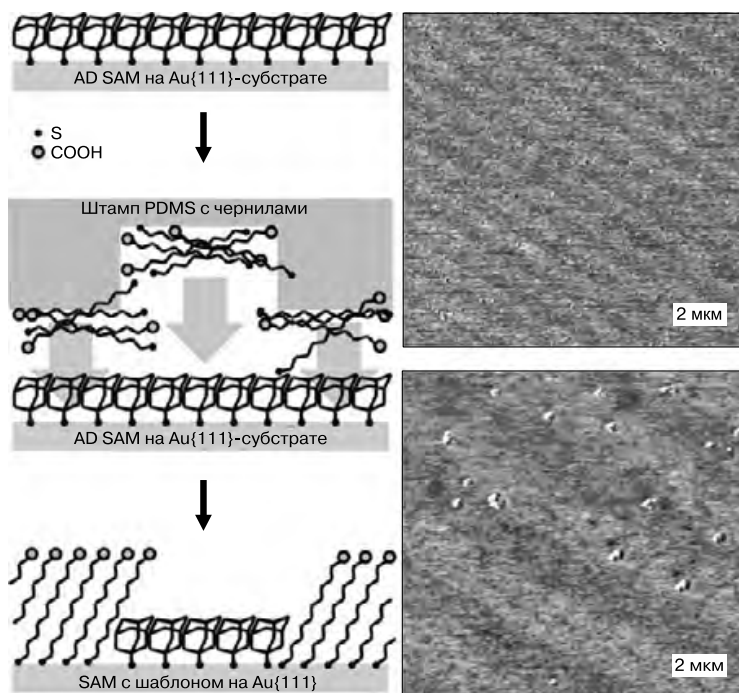 AD SAM на Au{111}-субстрате
S
COOH
Штамп PDMS с чернилами
AD SAM на Au{111}-субстрате
SAM с шаблоном на Au{111}
2 мкм
2 мкм